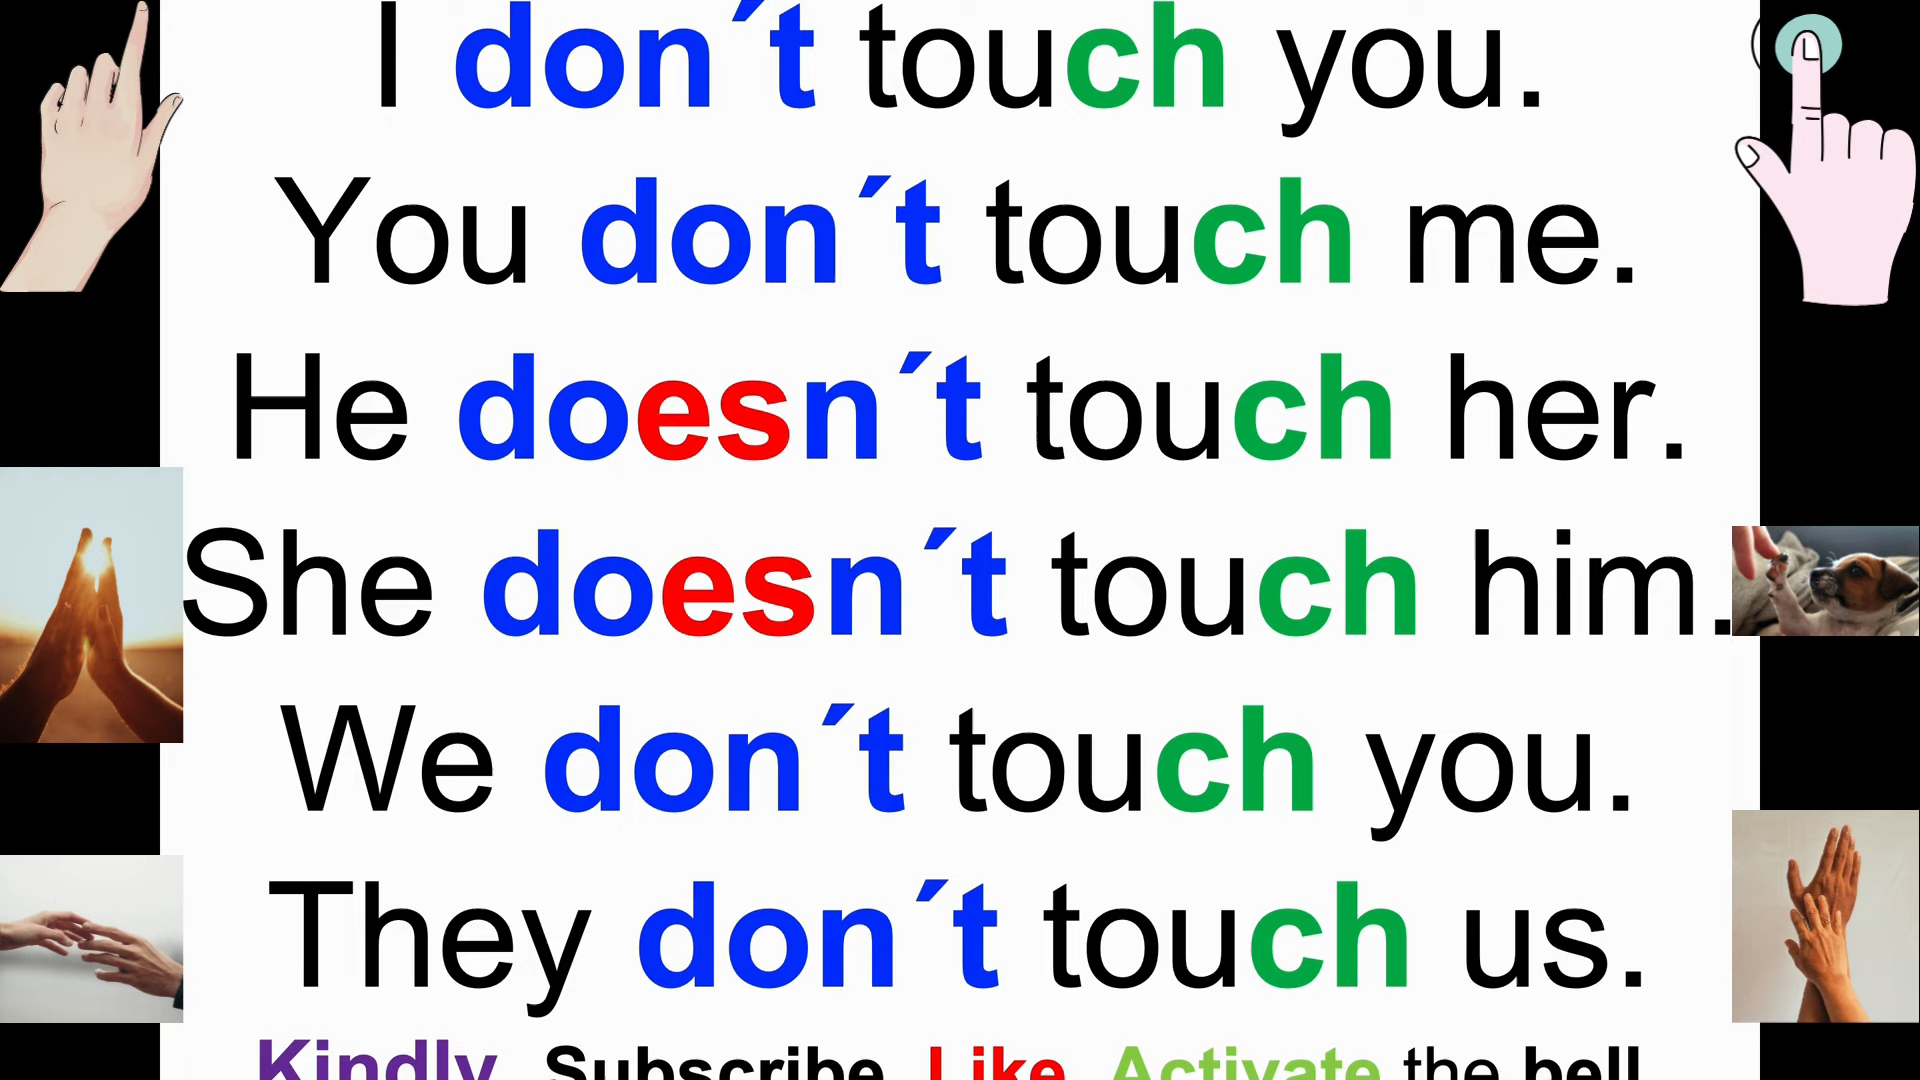 I don´t touch you.
You don´t touch me.
He doesn´t touch her.
She doesn´t touch him.
We don´t touch you.
They don´t touch us.
Kindly Subscribe Like Activate the bell